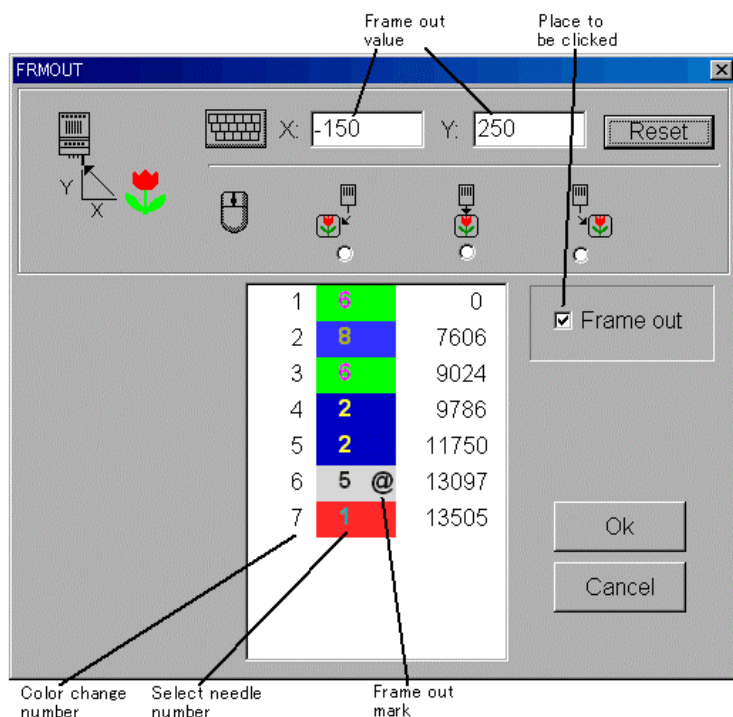 Frame out
value
Place to
be clicked
FRMOUT
X: -150 Y: 250 Reset
Y
X
1 6 0
2 8 7606
3 6 9024
4 2 9786
5 2 11750
6 5 @ 13097
7 1 13505
Frame out
Ok
Cancel
Color change
number
Select needle
number
Frame out
mark